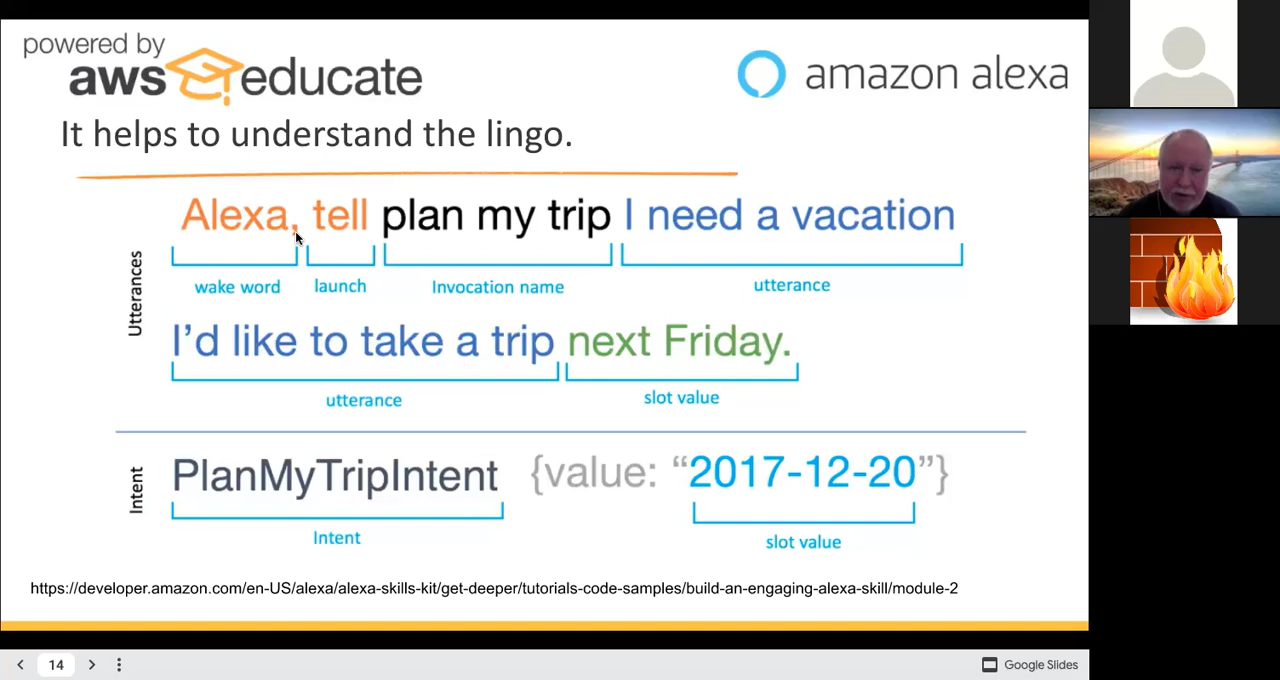 powered by
aws educate
amazon alexa
It helps to understand the lingo.
Utterances
Alexa, tell plan my trip I need a vacation
wake word launch Invocation name utterance
I'd like to take a trip next Friday.
utterance slot value
Intent
PlanMyTripIntent {value: “2017-12-20”}
Intent slot value
https://developer.amazon.com/en-US/alexa/alexa-skills-kit/get-deeper/tutorials-code-samples/build-an-engaging-alexa-skill/module-2
14
Google Slides